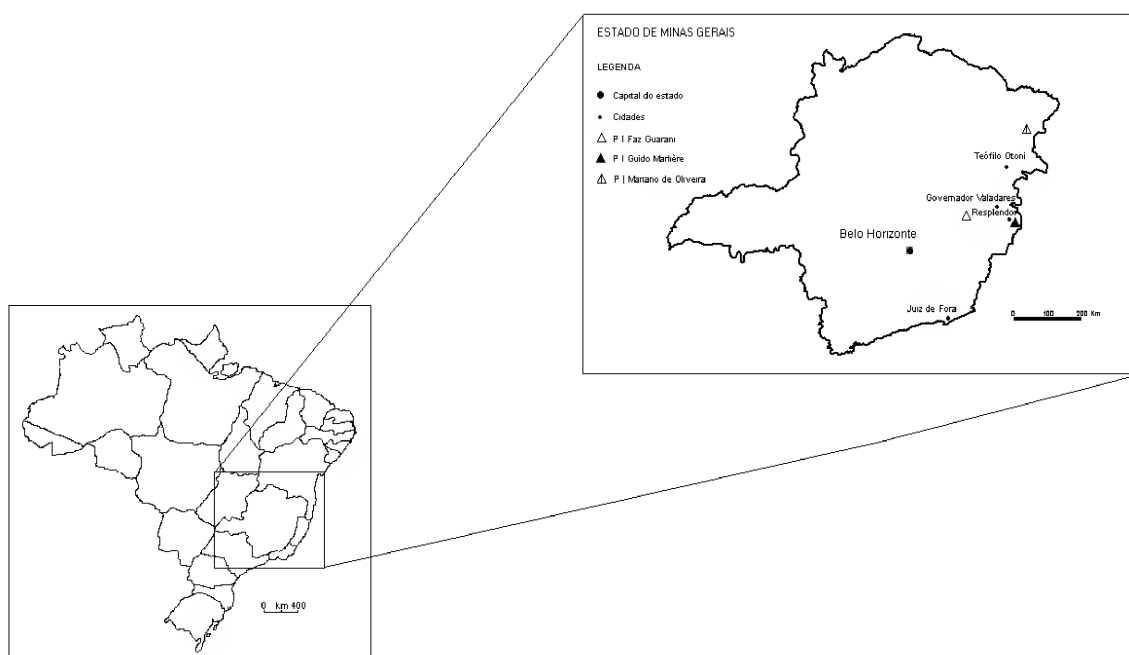 ESTADO DE MINAS GERAIS
LEGENDA
Capital do estado
Cidades
P I Faz Guarani
P I Guido Marlière
P I Mariano de Oliveira
Teófilo Otoni
Governador Valadares
Resplendor
Belo Horizonte
Juiz de Fora
0 100 200 Km
0 km 400